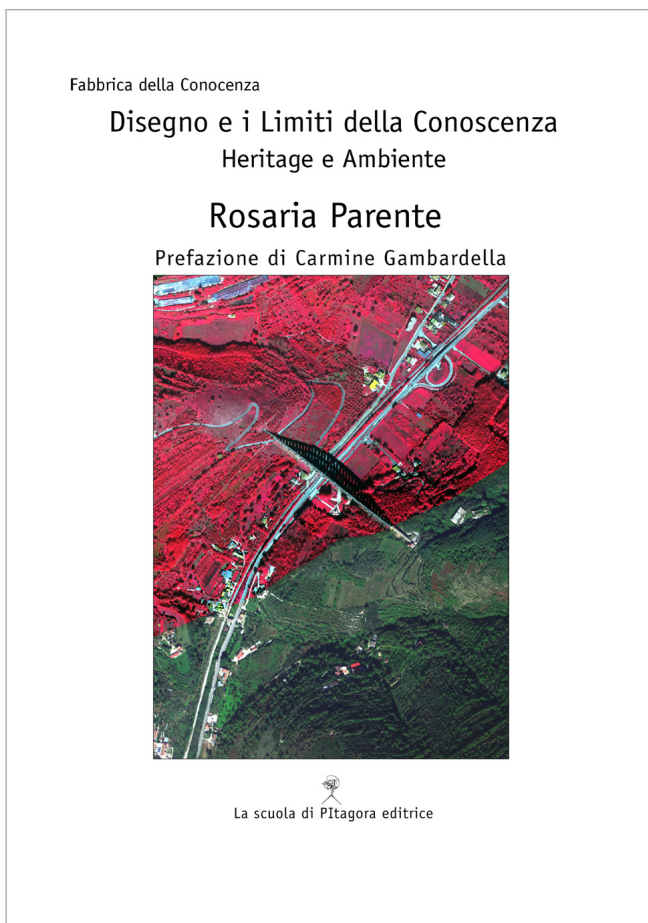 Fabbrica della Conocenza
Disegno e i Limiti della Conoscenza
Heritage e Ambiente
Rosaria Parente
Prefazione di Carmine Gambardella
La scuola di PItagora editrice